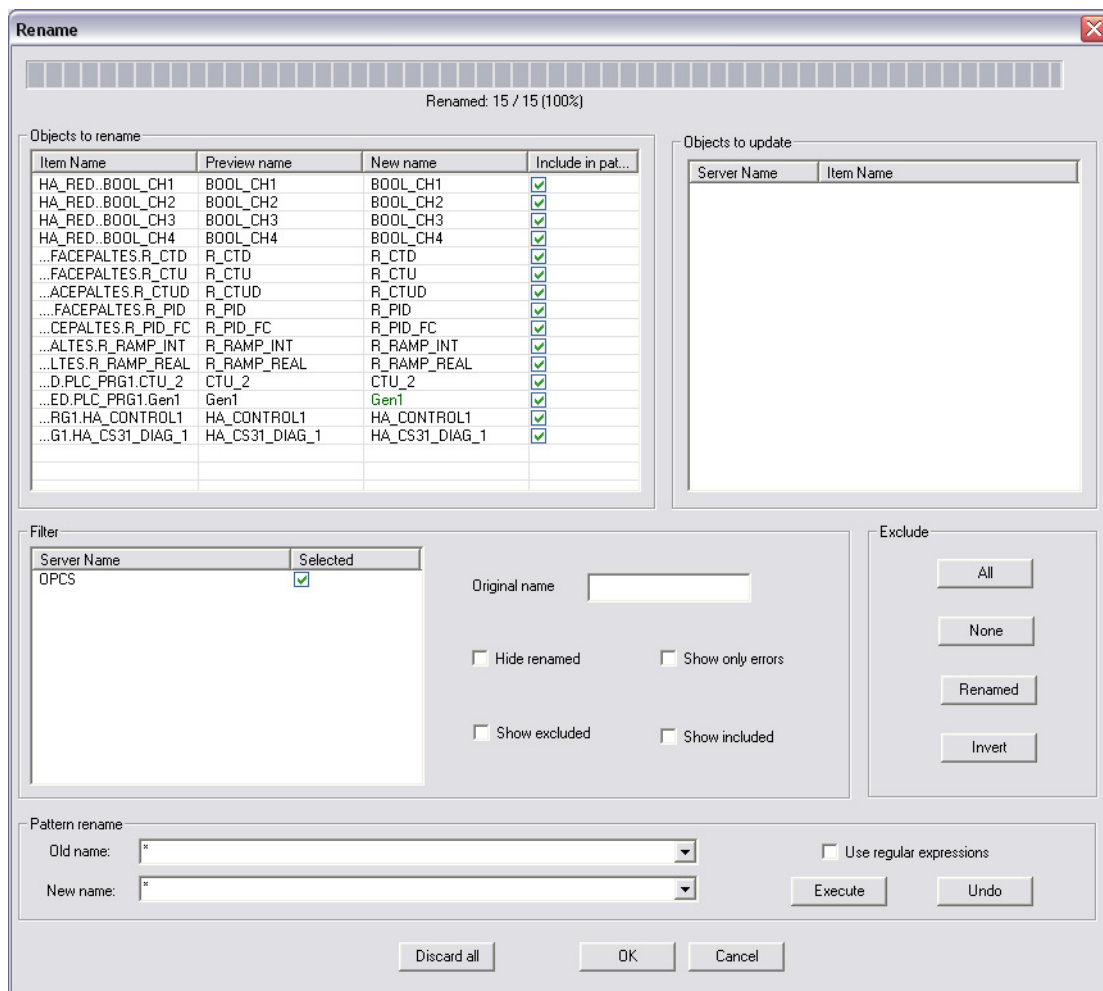 Rename
Renamed: 15 / 15 (100%)
Objects to rename
Item Name Preview name New name Include in pat...
HA_RED..BOOL_CH1 BOOL_CH1 BOOL_CH1
HA_RED..BOOL_CH2 BOOL_CH2 BOOL_CH2
HA_RED..BOOL_CH3 BOOL_CH3 BOOL_CH3
HA_RED..BOOL_CH4 BOOL_CH4 BOOL_CH4
...FACEPALTES.R_CTD R_CTD R_CTD
...FACEPALTES.R_CTU R_CTU R_CTU
...ACEPALTES.R_CTUD R_CTUD R_CTUD
....FACEPALTES.R_PID R_PID R_PID
...CEPALTES.R_PID_FC R_PID_FC R_PID_FC
...ALTES.R_RAMP_INT R_RAMP_INT R_RAMP_INT
...LTES.R_RAMP_REAL R_RAMP_REAL R_RAMP_REAL
...D.PLC_PRG1.CTU_2 CTU_2 CTU_2
...ED.PLC_PRG1.Gen1 Gen1 Gen1
...RG1.HA_CONTROL1 HA_CONTROL1 HA_CONTROL1
...G1.HA_CS31_DIAG_1 HA_CS31_DIAG_1 HA_CS31_DIAG_1
Objects to update
Server Name Item Name
Filter
Server Name Selected
OPCS
Original name
Hide renamed Show only errors
Show excluded Show included
Exclude
All
None
Renamed
Invert
Pattern rename
Old name: * Use regular expressions
New name: * Execute Undo
Discard all OK Cancel